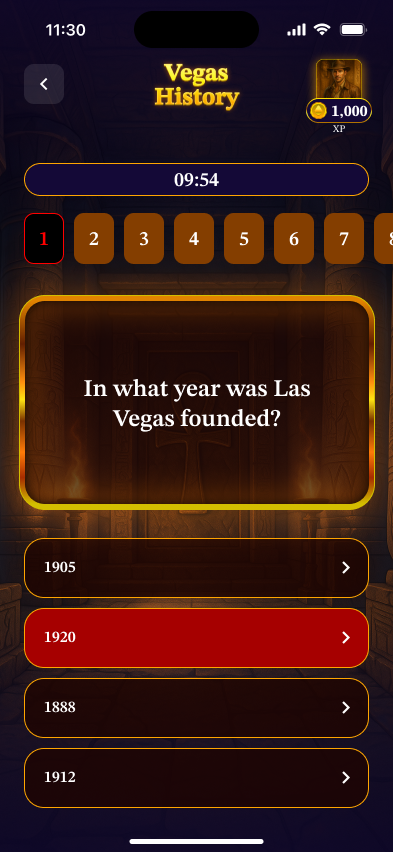 11:30
Vegas
History
1,000
XP
09:54
1 2 3 4 5 6 7 8
In what year was Las
Vegas founded?
1905
1920
1888
1912